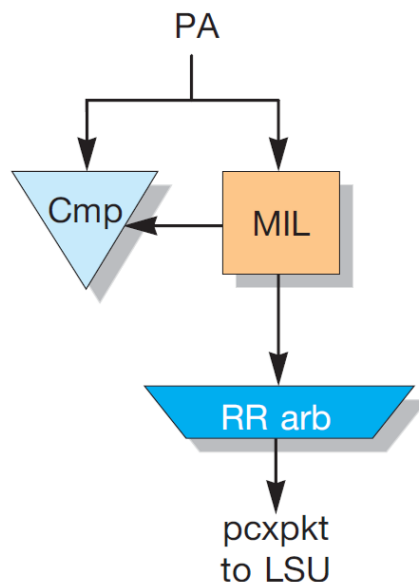 PA
Cmp
MIL
RR arb
pcxpkt
to LSU